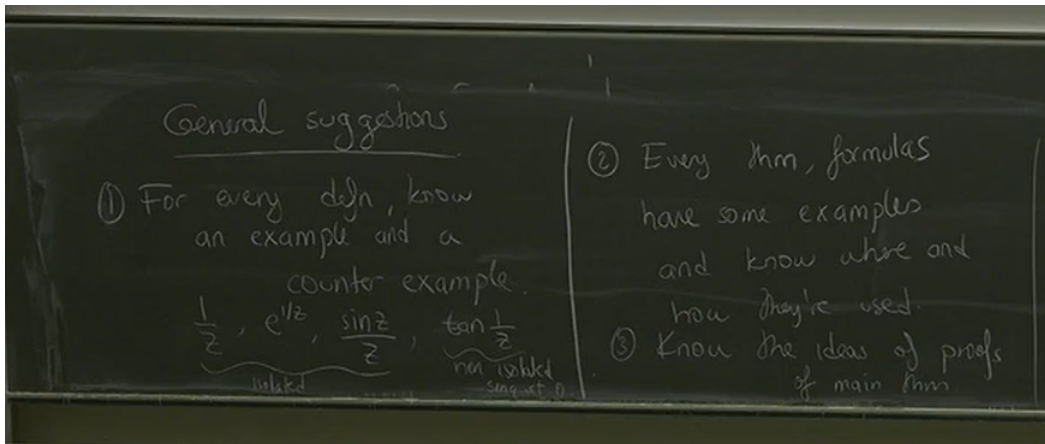 General suggestions
① For every defn, know
an example and a
counter example.
1/z, e^{1/z}, sin z/z, tan 1/z
isolated
non isolated
② Every thm, formulas
have some examples
and know where and
how they're used.
③ Know the ideas of proofs
of main thm.